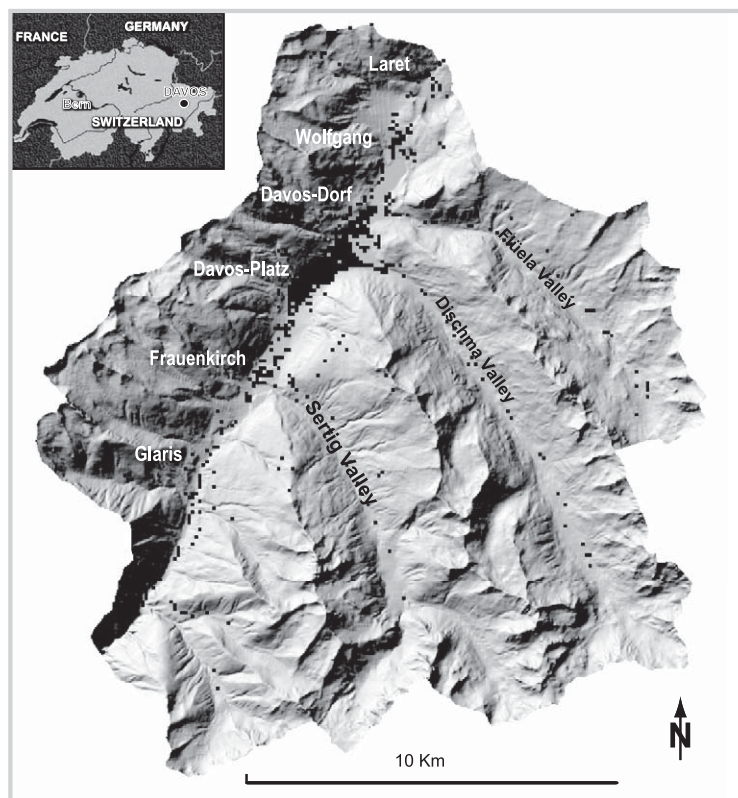 FRANCE
GERMANY
DAVOS
Bern
SWITZERLAND
Laret
Wolfgang
Davos-Dorf
Flüela Valley
Davos-Platz
Dischma Valley
Frauenkirch
Sertig Valley
Glaris
N
10 Km